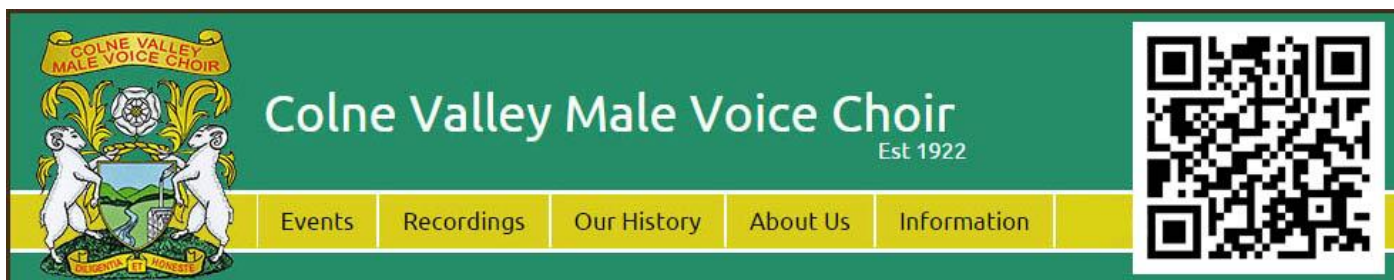 COLNE VALLEY
MALE VOICE CHOIR
Colne Valley Male Voice Choir
Est 1922
Events
Recordings
Our History
About Us
Information
DILIGENTIA ET HONESTE